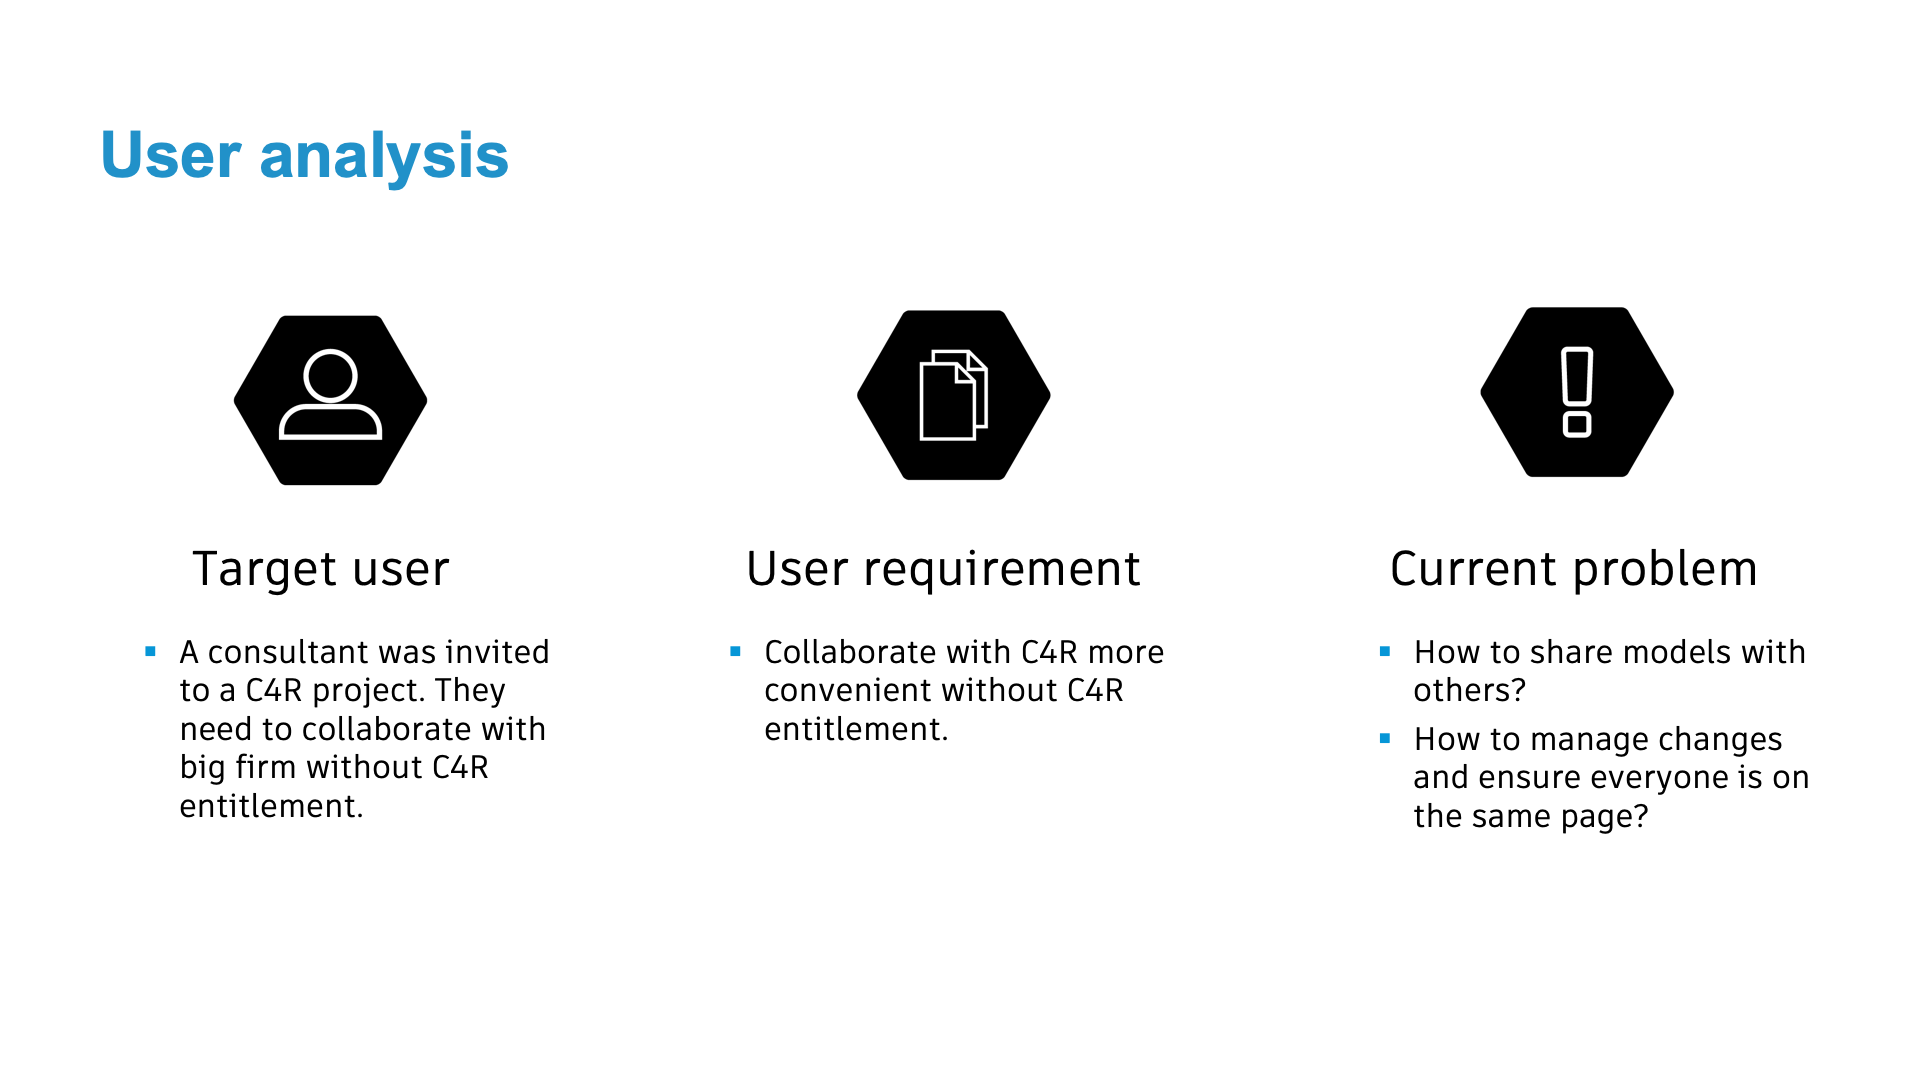 User analysis
Target user
▪ A consultant was invited
to a C4R project. They
need to collaborate with
big firm without C4R
entitlement.
User requirement
▪ Collaborate with C4R more
convenient without C4R
entitlement.
Current problem
▪ How to share models with
others?
▪ How to manage changes
and ensure everyone is on
the same page?